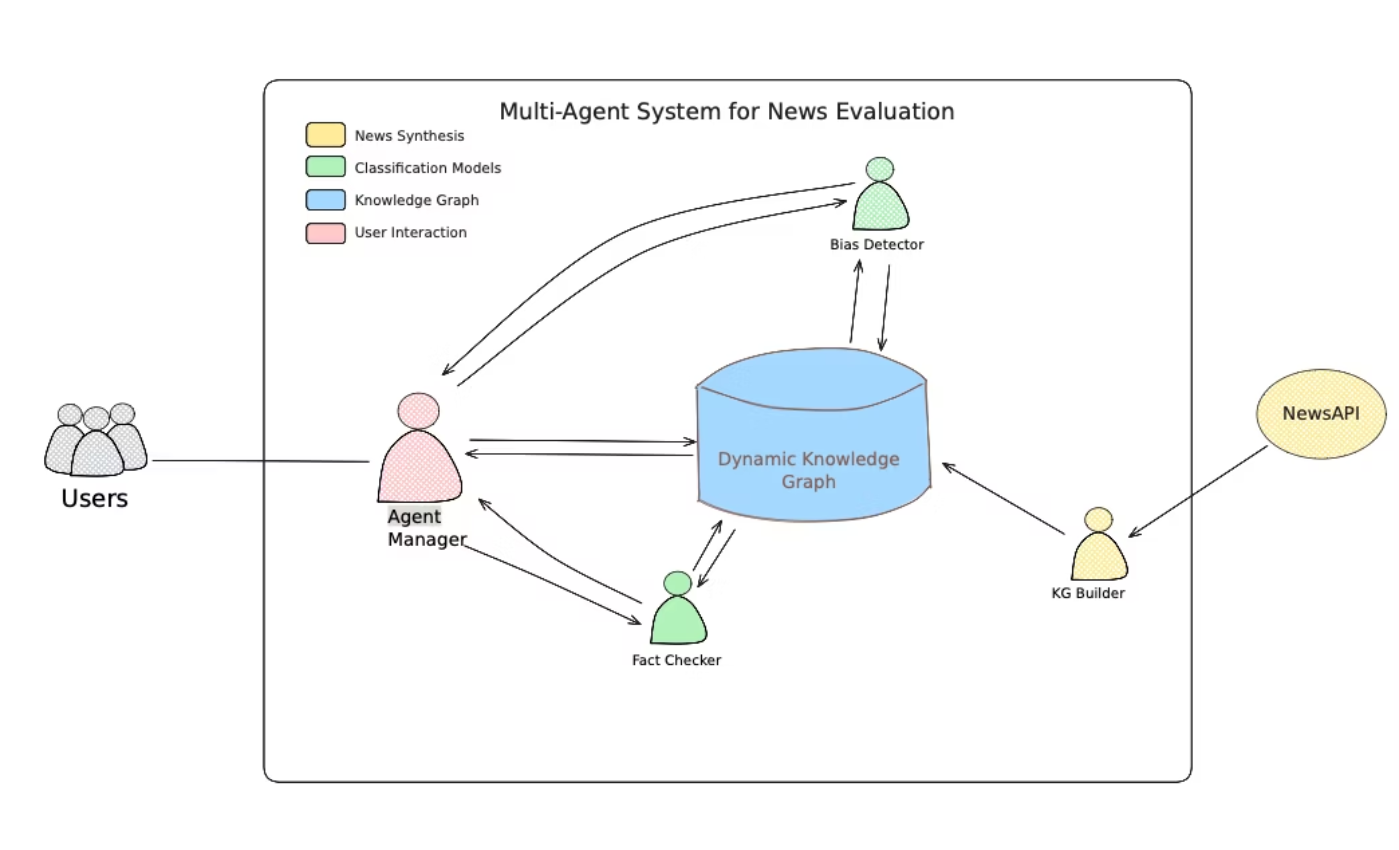 Multi-Agent System for News Evaluation
News Synthesis
Classification Models
Knowledge Graph
User Interaction
Bias Detector
NewsAPI
Dynamic Knowledge
Graph
Users
Agent
Manager
KG Builder
Fact Checker